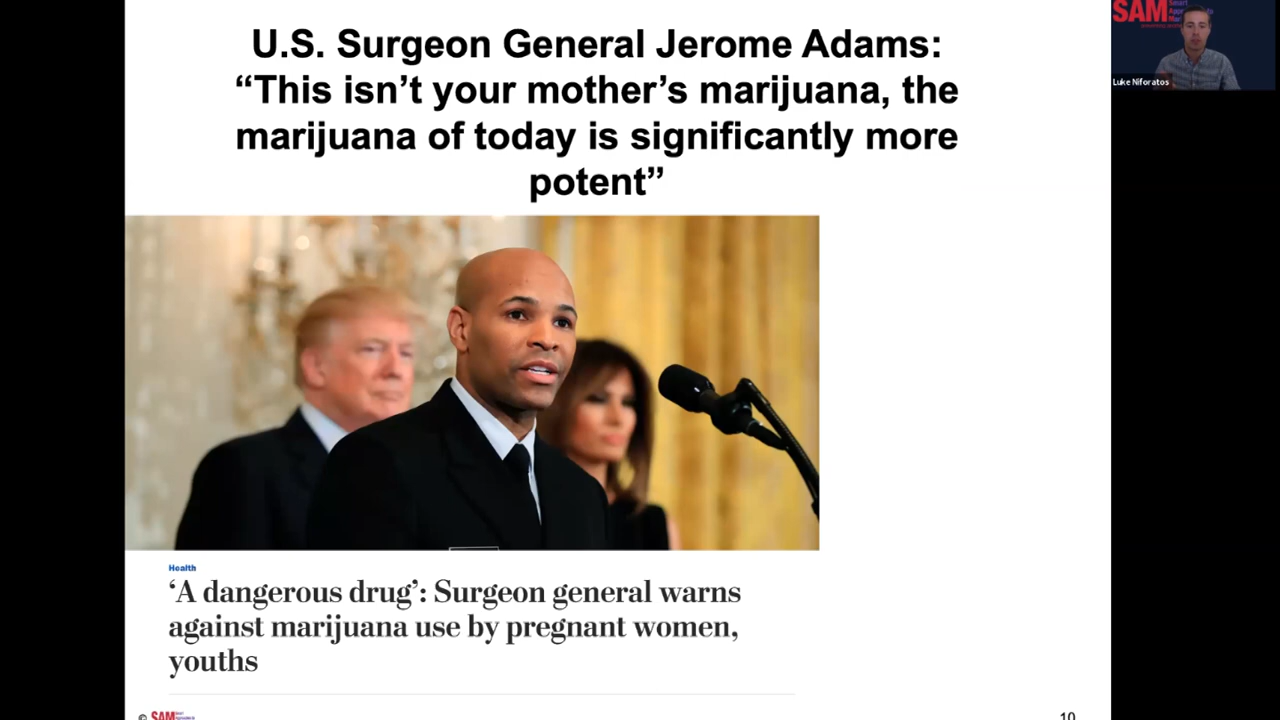 U.S. Surgeon General Jerome Adams:
“This isn’t your mother’s marijuana, the
marijuana of today is significantly more
potent”
SAM
Luke Niforatos
Health
‘A dangerous drug’: Surgeon general warns
against marijuana use by pregnant women,
youths
© SAM
10